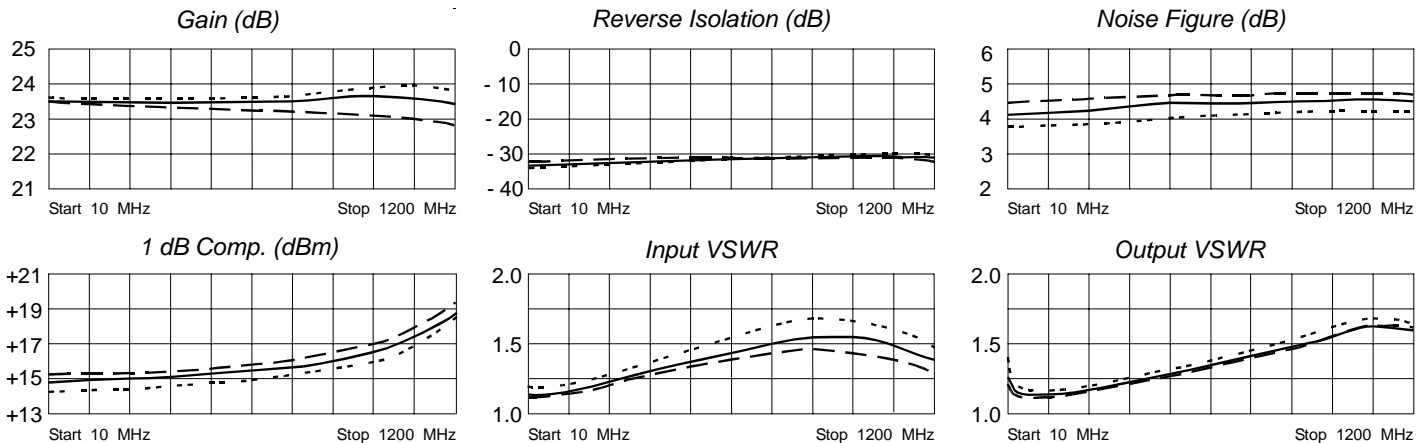 Gain (dB)
25
24
23
22
21
Start 10 MHz
Stop 1200 MHz
Reverse Isolation (dB)
0
- 10
- 20
- 30
- 40
Start 10 MHz
Stop 1200 MHz
Noise Figure (dB)
6
5
4
3
2
Start 10 MHz
Stop 1200 MHz
1 dB Comp. (dBm)
+21
+19
+17
+15
+13
Start 10 MHz
Stop 1200 MHz
Input VSWR
2.0
1.5
1.0
Start 10 MHz
Stop 1200 MHz
Output VSWR
2.0
1.5
1.0
Start 10 MHz
Stop 1200 MHz